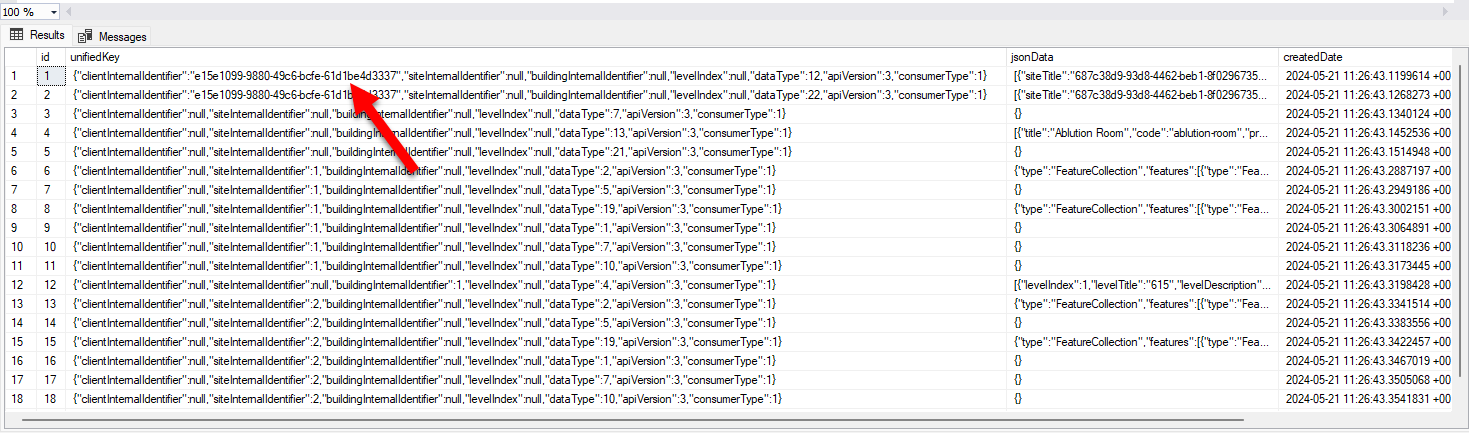 100 %
Results Messages
id unifiedKey jsonData createdDate
1 1 {"clientInternalIdentifier":"e15e1099-9880-49c6-bcfe-61d1be4d3337","siteInternalIdentifier":null,"buildingInternalIdentifier":null,"levelIndex":null,"dataType":12,"apiVersion":3,"consumerType":1} [{"siteTitle":"687c38d9-93d8-4462-beb1-8f0296735... 2024-05-21 11:26:43.1199614 +00
2 2 {"clientInternalIdentifier":"e15e1099-9880-49c6-bcfe-61d1be4d3337","siteInternalIdentifier":null,"buildingInternalIdentifier":null,"levelIndex":null,"dataType":22,"apiVersion":3,"consumerType":1} [{"siteTitle":"687c38d9-93d8-4462-beb1-8f0296735... 2024-05-21 11:26:43.1268273 +00
3 3 {"clientInternalIdentifier":null,"siteInternalIdentifier":null,"buildingInternalIdentifier":null,"levelIndex":null,"dataType":7,"apiVersion":3,"consumerType":1} {} 2024-05-21 11:26:43.1340124 +00
4 4 {"clientInternalIdentifier":null,"siteInternalIdentifier":null,"buildingInternalIdentifier":null,"levelIndex":null,"dataType":13,"apiVersion":3,"consumerType":1} [{"title":"Ablution Room","code":"ablution-room","pr... 2024-05-21 11:26:43.1452536 +00
5 5 {"clientInternalIdentifier":null,"siteInternalIdentifier":null,"buildingInternalIdentifier":null,"levelIndex":null,"dataType":21,"apiVersion":3,"consumerType":1} {} 2024-05-21 11:26:43.1514948 +00
6 6 {"clientInternalIdentifier":null,"siteInternalIdentifier":1,"buildingInternalIdentifier":null,"levelIndex":null,"dataType":2,"apiVersion":3,"consumerType":1} {"type":"FeatureCollection","features":[{"type":"Fea... 2024-05-21 11:26:43.2887197 +00
7 7 {"clientInternalIdentifier":null,"siteInternalIdentifier":1,"buildingInternalIdentifier":null,"levelIndex":null,"dataType":5,"apiVersion":3,"consumerType":1} {} 2024-05-21 11:26:43.2949186 +00
8 8 {"clientInternalIdentifier":null,"siteInternalIdentifier":1,"buildingInternalIdentifier":null,"levelIndex":null,"dataType":19,"apiVersion":3,"consumerType":1} {"type":"FeatureCollection","features":[{"type":"Fea... 2024-05-21 11:26:43.3002151 +00
9 9 {"clientInternalIdentifier":null,"siteInternalIdentifier":1,"buildingInternalIdentifier":null,"levelIndex":null,"dataType":1,"apiVersion":3,"consumerType":1} {} 2024-05-21 11:26:43.3064891 +00
10 10 {"clientInternalIdentifier":null,"siteInternalIdentifier":1,"buildingInternalIdentifier":null,"levelIndex":null,"dataType":7,"apiVersion":3,"consumerType":1} {} 2024-05-21 11:26:43.3118236 +00
11 11 {"clientInternalIdentifier":null,"siteInternalIdentifier":1,"buildingInternalIdentifier":null,"levelIndex":null,"dataType":10,"apiVersion":3,"consumerType":1} {} 2024-05-21 11:26:43.3173445 +00
12 12 {"clientInternalIdentifier":null,"siteInternalIdentifier":null,"buildingInternalIdentifier":1,"levelIndex":null,"dataType":4,"apiVersion":3,"consumerType":1} [{"levelIndex":1,"levelTitle":"615","levelDescription"... 2024-05-21 11:26:43.3198428 +00
13 13 {"clientInternalIdentifier":null,"siteInternalIdentifier":2,"buildingInternalIdentifier":null,"levelIndex":null,"dataType":2,"apiVersion":3,"consumerType":1} {"type":"FeatureCollection","features":[{"type":"Fea... 2024-05-21 11:26:43.3341514 +00
14 14 {"clientInternalIdentifier":null,"siteInternalIdentifier":2,"buildingInternalIdentifier":null,"levelIndex":null,"dataType":5,"apiVersion":3,"consumerType":1} {} 2024-05-21 11:26:43.3383556 +00
15 15 {"clientInternalIdentifier":null,"siteInternalIdentifier":2,"buildingInternalIdentifier":null,"levelIndex":null,"dataType":19,"apiVersion":3,"consumerType":1} {"type":"FeatureCollection","features":[{"type":"Fea... 2024-05-21 11:26:43.3422457 +00
16 16 {"clientInternalIdentifier":null,"siteInternalIdentifier":2,"buildingInternalIdentifier":null,"levelIndex":null,"dataType":1,"apiVersion":3,"consumerType":1} {} 2024-05-21 11:26:43.3467019 +00
17 17 {"clientInternalIdentifier":null,"siteInternalIdentifier":2,"buildingInternalIdentifier":null,"levelIndex":null,"dataType":7,"apiVersion":3,"consumerType":1} {} 2024-05-21 11:26:43.3505068 +00
18 18 {"clientInternalIdentifier":null,"siteInternalIdentifier":2,"buildingInternalIdentifier":null,"levelIndex":null,"dataType":10,"apiVersion":3,"consumerType":1} {} 2024-05-21 11:26:43.3541831 +00